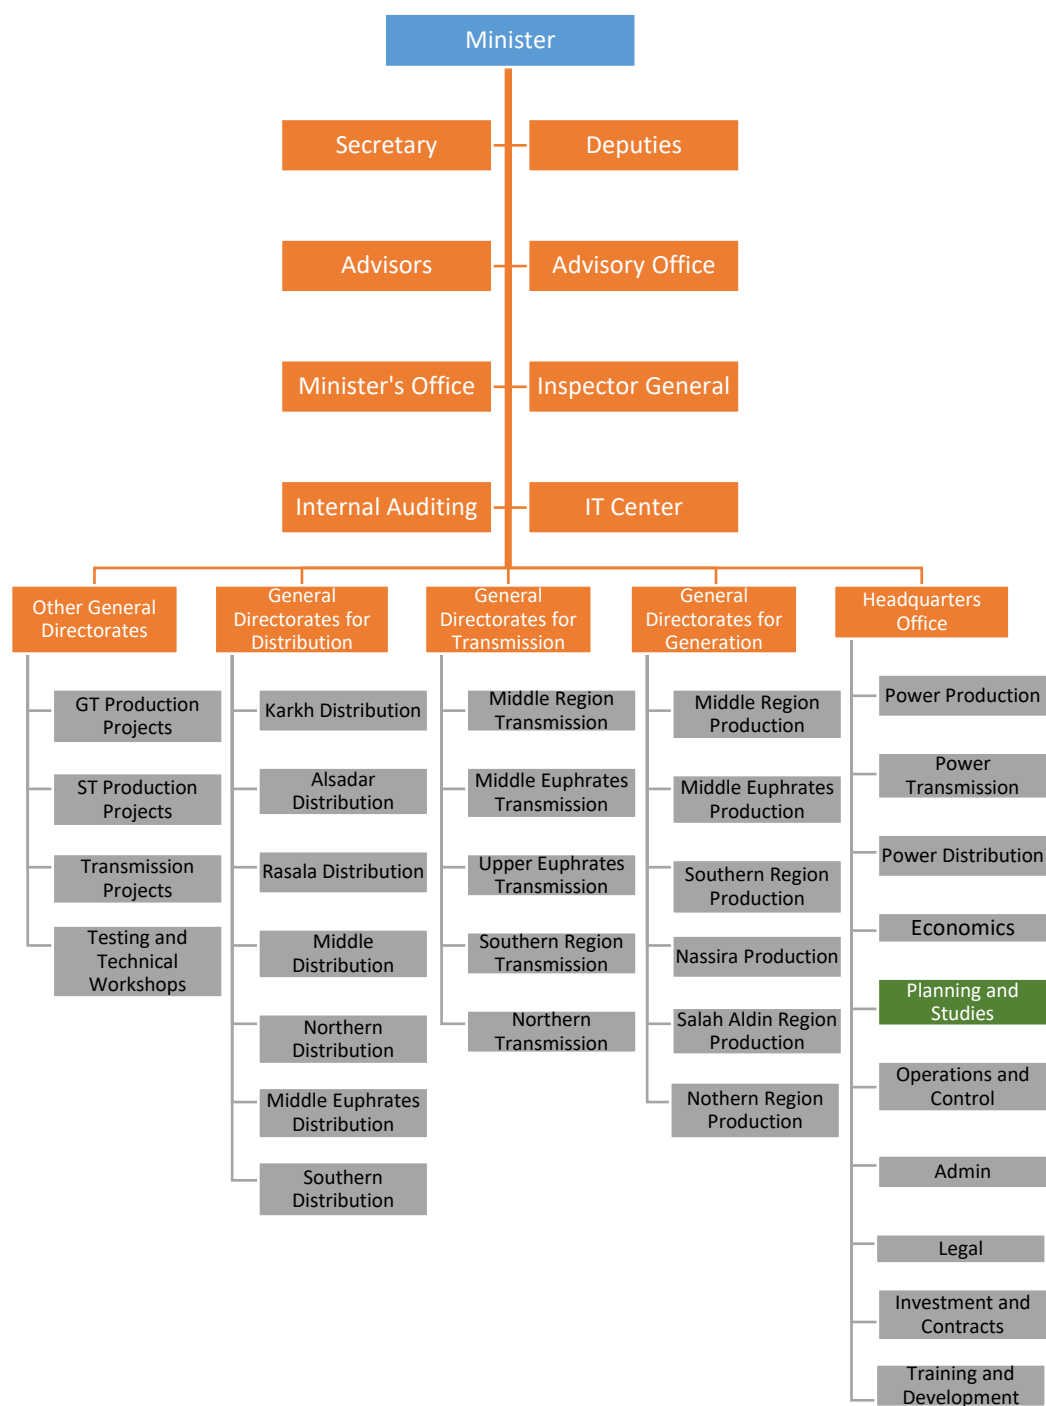 Minister
Secretary
Deputies
Advisors
Advisory Office
Minister's Office
Inspector General
Internal Auditing
IT Center
Other General
Directorates
GT Production
Projects
ST Production
Projects
Transmission
Projects
Testing and
Technical
Workshops
General
Directorates for
Distribution
Karkh Distribution
Alsadar
Distribution
Rasala Distribution
Middle
Distribution
Northern
Distribution
Middle Euphrates
Distribution
Southern
Distribution
General
Directorates for
Transmission
Middle Region
Transmission
Middle Euphrates
Transmission
Upper Euphrates
Transmission
Southern Region
Transmission
Northern
Transmission
General
Directorates for
Generation
Middle Region
Production
Middle Euphrates
Production
Southern Region
Production
Nassira Production
Salah Aldin Region
Production
Nothern Region
Production
Headquarters
Office
Power Production
Power
Transmission
Power Distribution
Economics
Planning and
Studies
Operations and
Control
Admin
Legal
Investment and
Contracts
Training and
Development